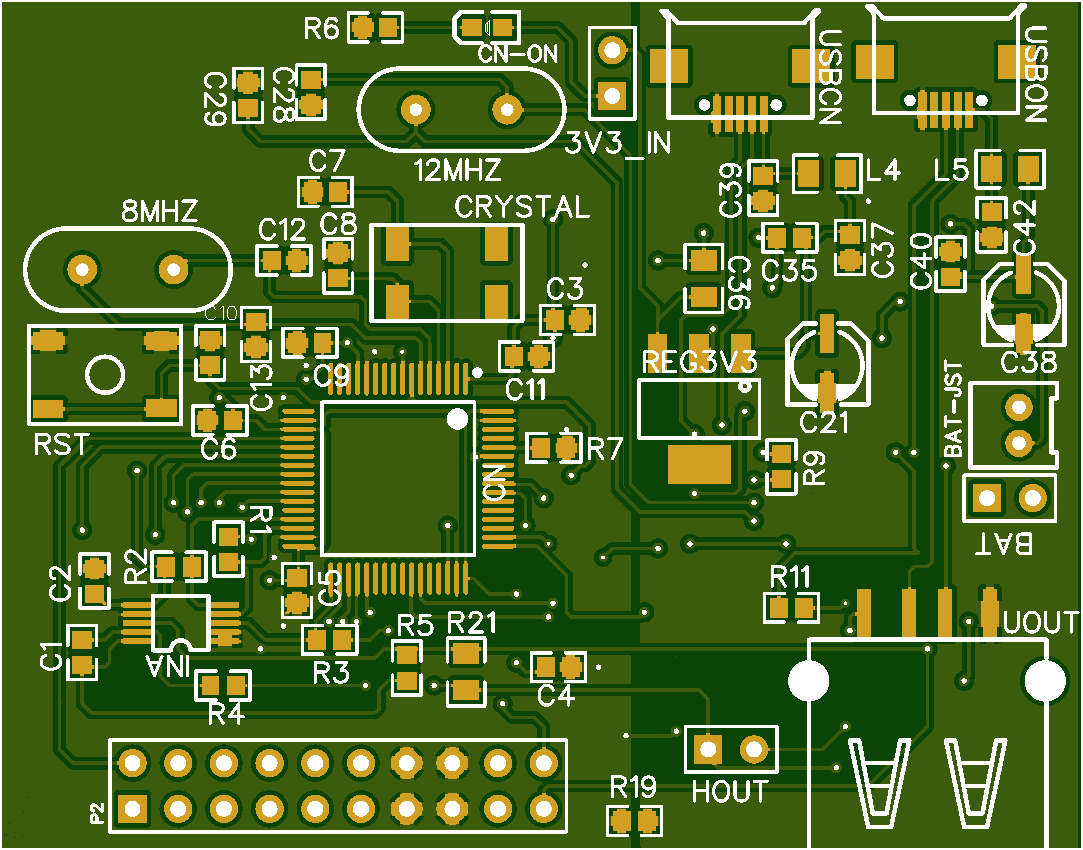 R6
CN-ON
USBCN
USBON
C29
C28
3V3_IN
12MHZ
C7
C39
L4
L5
8MHZ
CRYSTAL
C12
C8
C42
C37
C40
C35
C36
C3
C10
C13
C9
C11
REG3V3
C38
BAT-JST
C21
RST
C6
R7
R9
ON
R1
BAT
R2
C2
C5
R11
C1
INA
R3
R5
R21
UOUT
C4
R4
HOUT
R19
P2